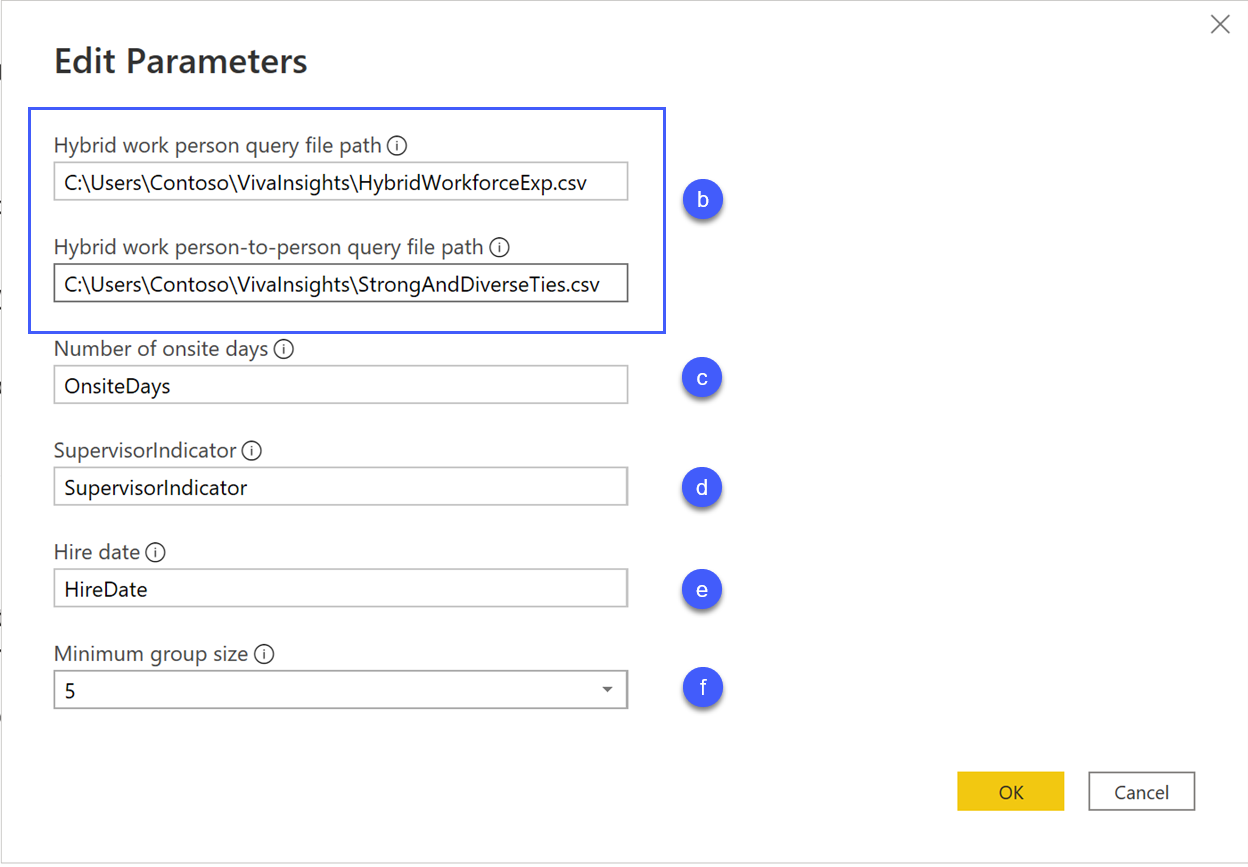 Edit Parameters
Hybrid work person query file path
C:\Users\Contoso\VivaInsights\HybridWorkforceExp.csv
b
Hybrid work person-to-person query file path
C:\Users\Contoso\VivaInsights\StrongAndDiverseTies.csv
Number of onsite days
OnsiteDays
c
SupervisorIndicator
SupervisorIndicator
d
Hire date
HireDate
e
Minimum group size
5
f
OK
Cancel